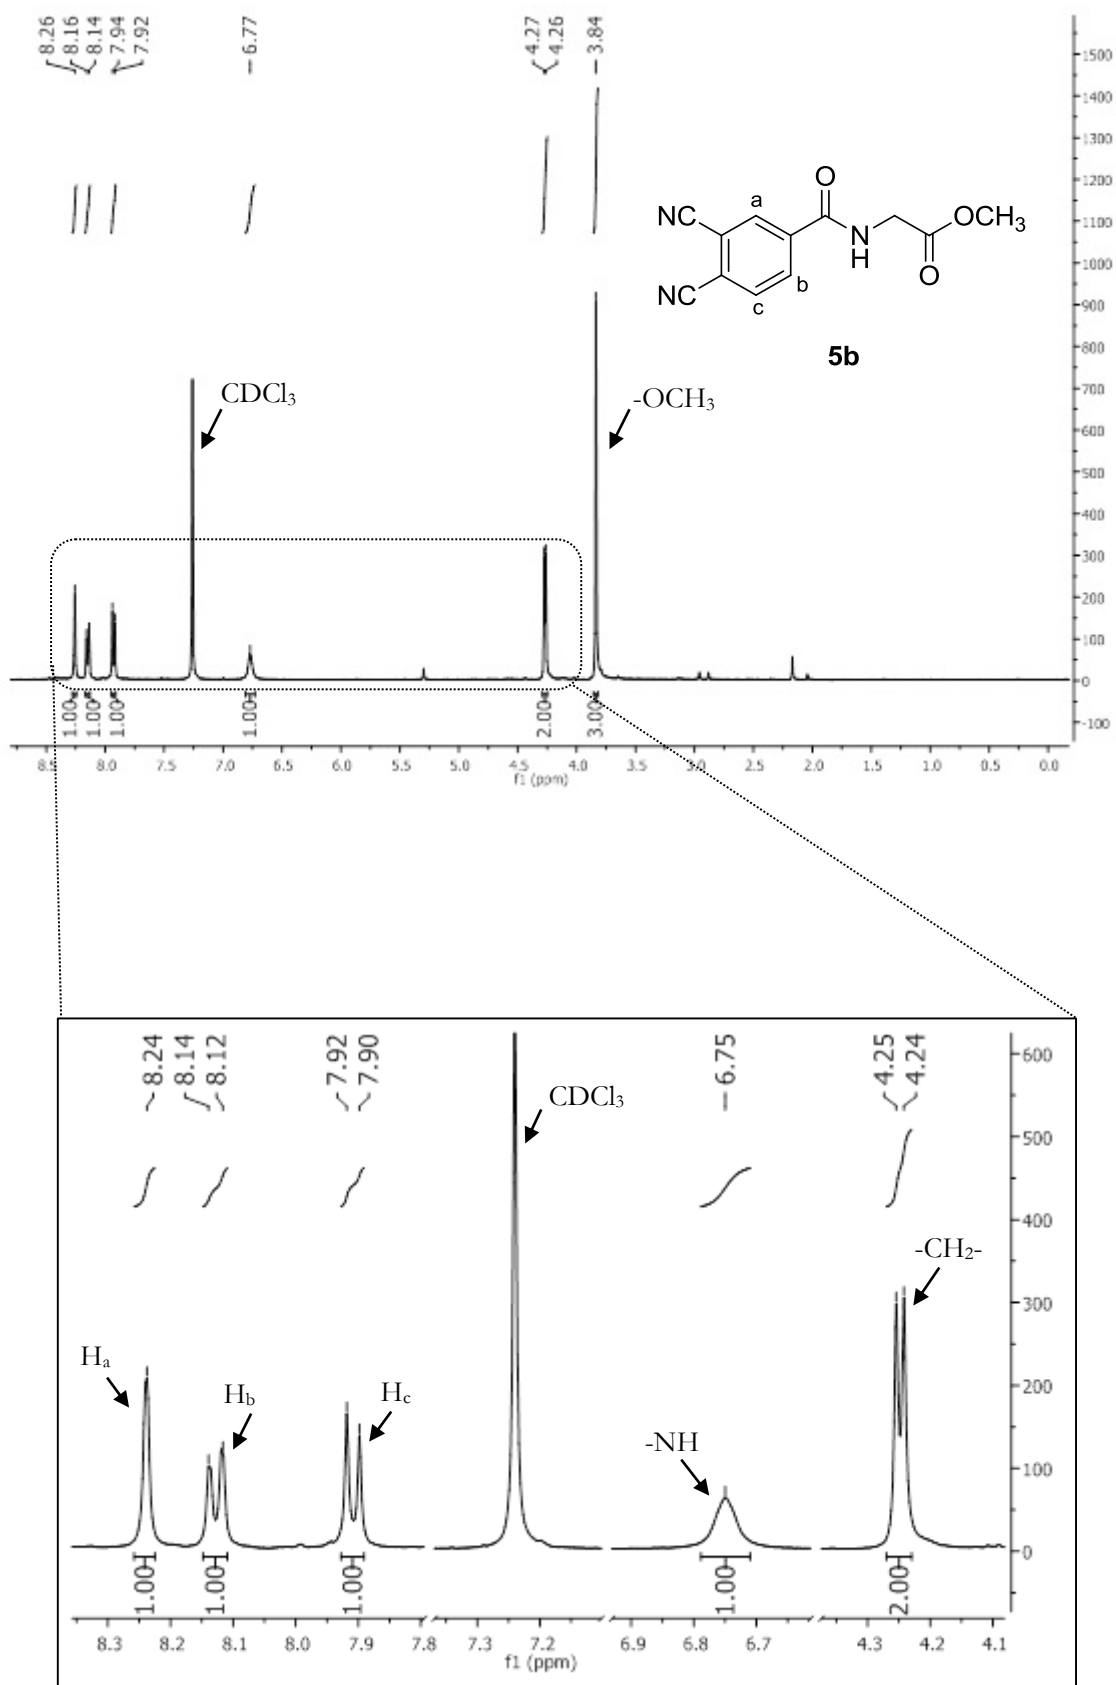 8.26
8.16
8.14
7.94
7.92
6.77
4.27
4.26
3.84
1500
1400
1300
1200
1100
1000
900
800
700
600
500
400
300
200
100
0
-100
O
a
NC
N
H
OCH3
O
NC
b
c
5b
CDCl3
-OCH3
1.00
1.00
1.00
1.00
2.00
3.00
8.5 8.0 7.5 7.0 6.5 6.0 5.5 5.0 4.5 4.0 3.5 3.0 2.5 2.0 1.5 1.0 0.5 0.0
f1 (ppm)
8.24
8.14
8.12
7.92
7.90
6.75
4.25
4.24
600
500
400
300
200
100
0
CDCl3
-CH2-
Ha
Hb
Hc
-NH
1.00
1.00
1.00
1.00
2.00
8.3 8.2 8.1 8.0 7.9 7.8 7.3 7.2 6.9 6.8 6.7 4.3 4.2 4.1
f1 (ppm)